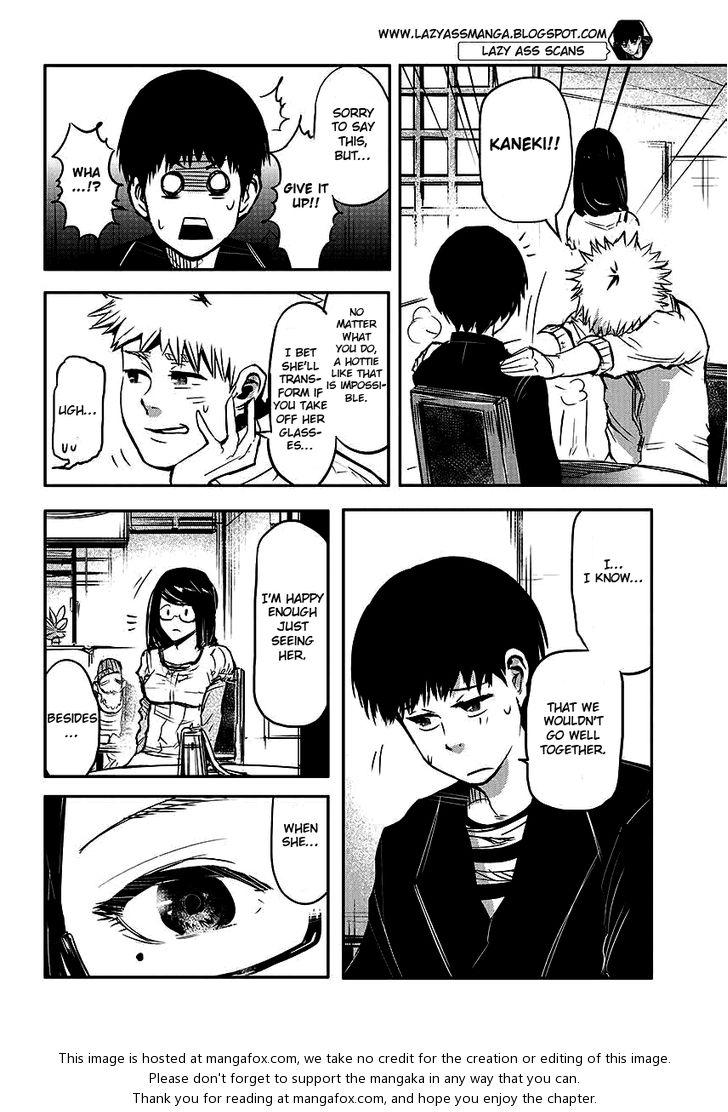 WWW.LAZYASSMANGA.BLOGSPOT.COM
LAZY ASS SCANS
KANEKI!!
SORRY
TO SAY
THIS,
BUT...
GIVE IT
UP!!
WHA
...!?
NO
MATTER
WHAT
YOU DO,
A HOTTIE
LIKE THAT
IS IMPOSSI-
BLE.
I BET
SHE'LL
TRANS-
FORM IF
YOU TAKE
OFF HER
GLASS-
ES...
UGH...
I...
I KNOW...
THAT WE
WOULDN'T
GO WELL
TOGETHER.
I'M HAPPY
ENOUGH
JUST
SEEING
HER.
BESIDES
...
WHEN
SHE...
This image is hosted at mangafox.com, we take no credit for the creation or editing of this image.
Please don't forget to support the mangaka in any way that you can.
Thank you for reading at mangafox.com, and hope you enjoy the chapter.